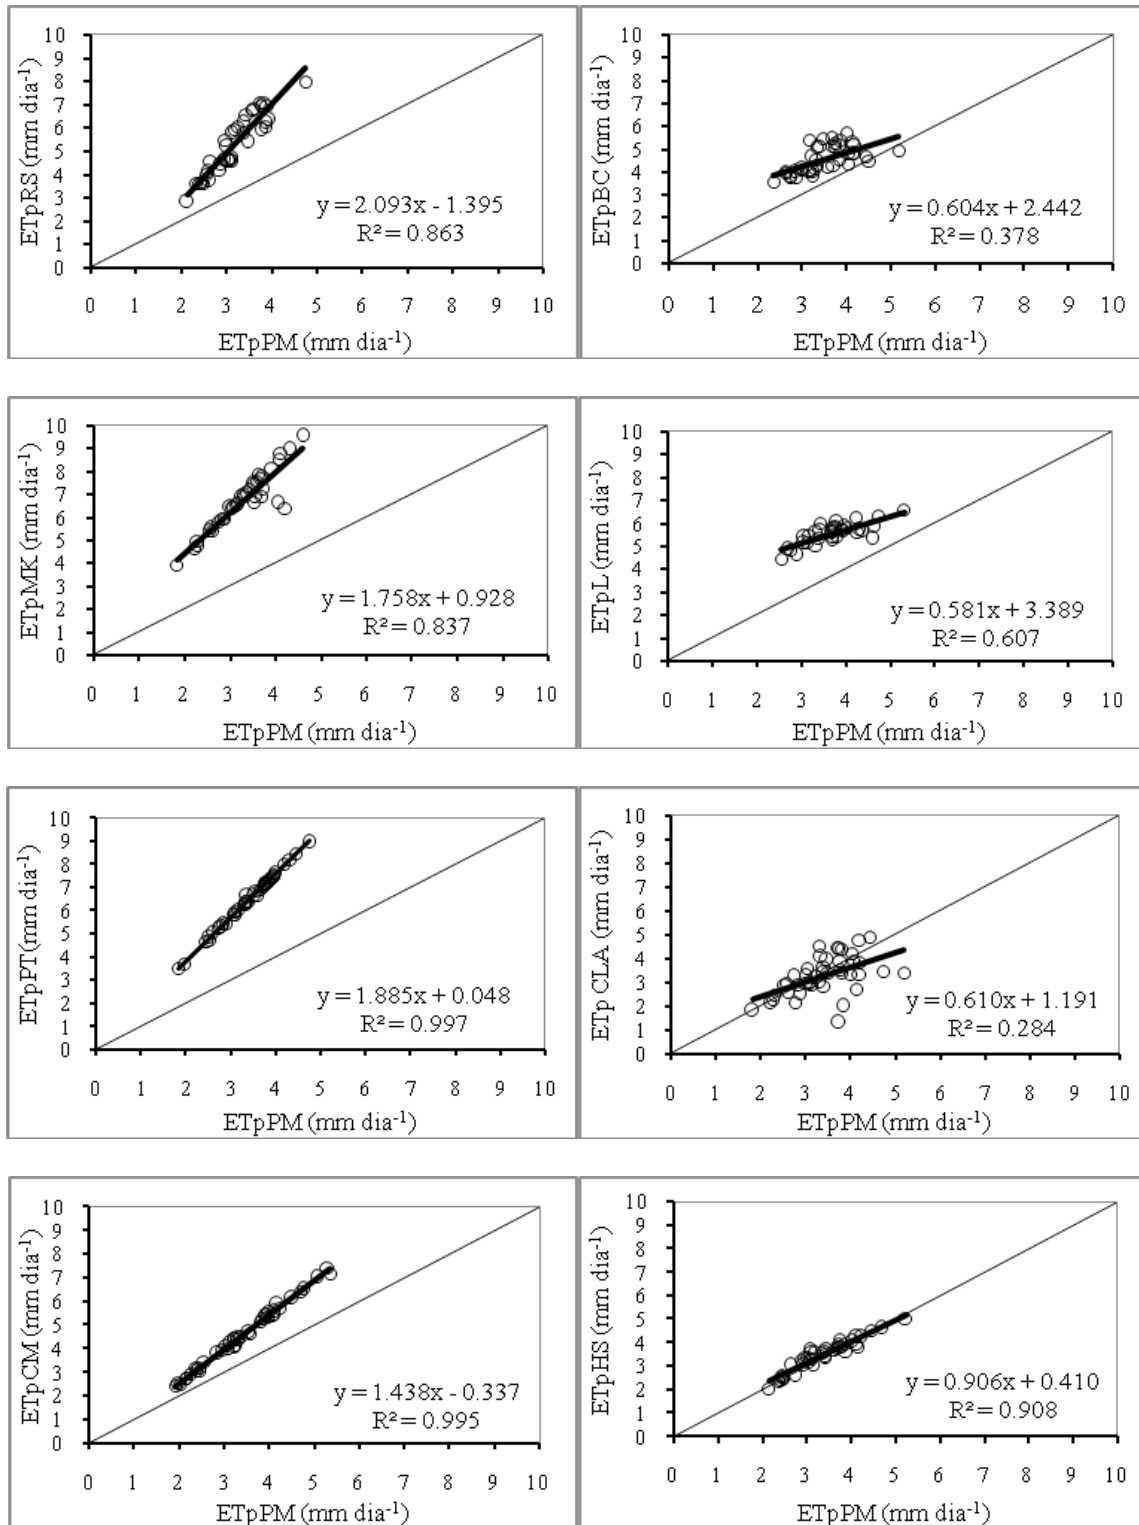 ETpRS (mm dia⁻¹)
10
9
8
7
6
5
4
3
2
1
0
y = 2.093x - 1.395
R² = 0.863
0 1 2 3 4 5 6 7 8 9 10
ETpPM (mm dia⁻¹)
ETpBC (mm dia⁻¹)
10
9
8
7
6
5
4
3
2
1
0
y = 0.604x + 2.442
R² = 0.378
0 1 2 3 4 5 6 7 8 9 10
ETpPM (mm dia⁻¹)
ETpMK (mm dia⁻¹)
10
9
8
7
6
5
4
3
2
1
0
y = 1.758x + 0.928
R² = 0.837
0 1 2 3 4 5 6 7 8 9 10
ETpPM (mm dia⁻¹)
ETpL (mm dia⁻¹)
10
9
8
7
6
5
4
3
2
1
0
y = 0.581x + 3.389
R² = 0.607
0 1 2 3 4 5 6 7 8 9 10
ETpPM (mm dia⁻¹)
ETpPT(mm dia⁻¹)
10
9
8
7
6
5
4
3
2
1
0
y = 1.885x + 0.048
R² = 0.997
0 1 2 3 4 5 6 7 8 9 10
ETpPM (mm dia⁻¹)
ETp CLA (mm dia⁻¹)
10
9
8
7
6
5
4
3
2
1
0
y = 0.610x + 1.191
R² = 0.284
0 1 2 3 4 5 6 7 8 9 10
ETpPM (mm dia⁻¹)
ETpCM (mm dia⁻¹)
10
9
8
7
6
5
4
3
2
1
0
y = 1.438x - 0.337
R² = 0.995
0 1 2 3 4 5 6 7 8 9 10
ETpPM (mm dia⁻¹)
ETpHS (mm dia⁻¹)
10
9
8
7
6
5
4
3
2
1
0
y = 0.906x + 0.410
R² = 0.908
0 1 2 3 4 5 6 7 8 9 10
ETpPM (mm dia⁻¹)